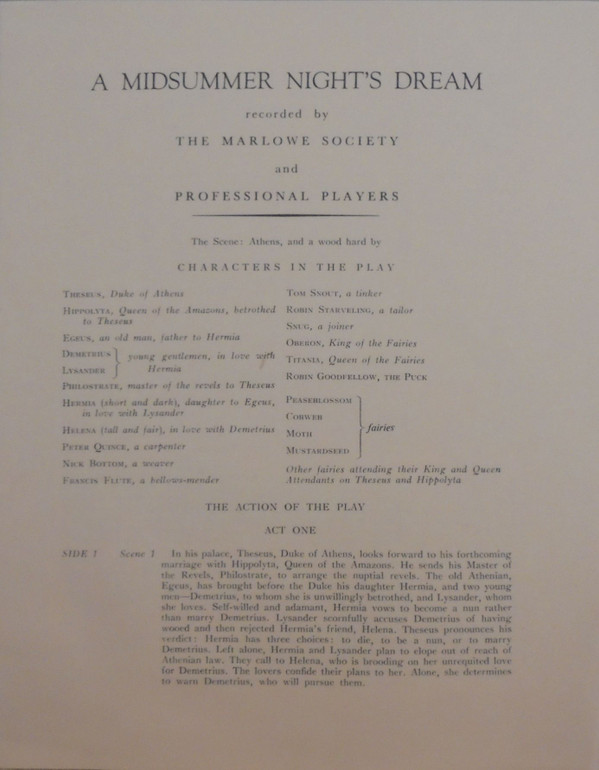 A MIDSUMMER NIGHT'S DREAM
recorded by
THE MARLOWE SOCIETY
and
PROFESSIONAL PLAYERS
The Scene: Athens, and a wood hard by
CHARACTERS IN THE PLAY
THESEUS, Duke of Athens
HIPPOLYTA, Queen of the Amazons, betrothed
to Theseus
EGEUS, an old man, father to Hermia
DEMETRIUS
LYSANDER
young gentlemen, in love with
Hermia
PHILOSTRATE, master of the revels to Theseus
HERMIA (short and dark), daughter to Egeus,
in love with Lysander
HELENA (tall and fair), in love with Demetrius
PETER QUINCE, a carpenter
NICK BOTTOM, a weaver
FRANCIS FLUTE, a bellows-mender
TOM SNOUT, a tinker
ROBIN STARVELING, a tailor
SNUG, a joiner
OBERON, King of the Fairies
TITANIA, Queen of the Fairies
ROBIN GOODFELLOW, THE PUCK
PEASEBLOSSOM
COBWEB
MOTH
MUSTARDSEED
fairies
Other fairies attending their King and Queen
Attendants on Theseus and Hippolyta
THE ACTION OF THE PLAY
ACT ONE
SIDE 1 Scene 1 In his palace, Theseus, Duke of Athens, looks forward to his forthcoming
marriage with Hippolyta, Queen of the Amazons. He sends his Master of
the Revels, Philostrate, to arrange the nuptial revels. The old Athenian,
Egeus, has brought before the Duke his daughter Hermia, and two young
men—Demetrius, to whom she is unwillingly betrothed, and Lysander, whom
she loves. Self-willed and adamant, Hermia vows to become a nun rather
than marry Demetrius. Lysander scornfully accuses Demetrius of having
wooed and then rejected Hermia's friend, Helena. Theseus pronounces his
verdict: Hermia has three choices: to die, to be a nun, or to marry
Demetrius. Left alone, Hermia and Lysander plan to elope out of reach of
Athenian law. They call to Helena, who is brooding on her unrequited love
for Demetrius. The lovers confide their plans to her. Alone, she determines
to warn Demetrius, who will pursue them.